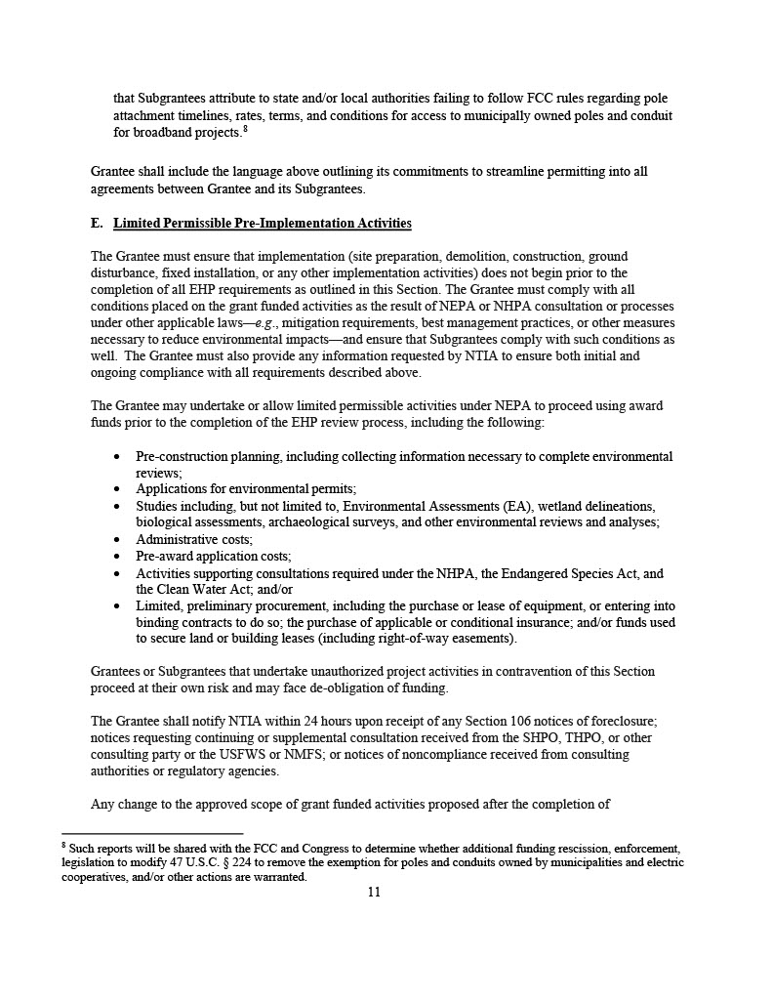 that Subgrantees attribute to state and/or local authorities failing to follow FCC rules regarding pole
attachment timelines, rates, terms, and conditions for access to municipally owned poles and conduit
for broadband projects.8
Grantee shall include the language above outlining its commitments to streamline permitting into all
agreements between Grantee and its Subgrantees.
E. Limited Permissible Pre-Implementation Activities
The Grantee must ensure that implementation (site preparation, demolition, construction, ground
disturbance, fixed installation, or any other implementation activities) does not begin prior to the
completion of all EHP requirements as outlined in this Section. The Grantee must comply with all
conditions placed on the grant funded activities as the result of NEPA or NHPA consultation or processes
under other applicable laws—e.g., mitigation requirements, best management practices, or other measures
necessary to reduce environmental impacts—and ensure that Subgrantees comply with such conditions as
well. The Grantee must also provide any information requested by NTIA to ensure both initial and
ongoing compliance with all requirements described above.
The Grantee may undertake or allow limited permissible activities under NEPA to proceed using award
funds prior to the completion of the EHP review process, including the following:
• Pre-construction planning, including collecting information necessary to complete environmental
reviews;
• Applications for environmental permits;
• Studies including, but not limited to, Environmental Assessments (EA), wetland delineations,
biological assessments, archaeological surveys, and other environmental reviews and analyses;
• Administrative costs;
• Pre-award application costs;
• Activities supporting consultations required under the NHPA, the Endangered Species Act, and
the Clean Water Act; and/or
• Limited, preliminary procurement, including the purchase or lease of equipment, or entering into
binding contracts to do so; the purchase of applicable or conditional insurance; and/or funds used
to secure land or building leases (including right-of-way easements).
Grantees or Subgrantees that undertake unauthorized project activities in contravention of this Section
proceed at their own risk and may face de-obligation of funding.
The Grantee shall notify NTIA within 24 hours upon receipt of any Section 106 notices of foreclosure;
notices requesting continuing or supplemental consultation received from the SHPO, THPO, or other
consulting party or the USFWS or NMFS; or notices of noncompliance received from consulting
authorities or regulatory agencies.
Any change to the approved scope of grant funded activities proposed after the completion of
8 Such reports will be shared with the FCC and Congress to determine whether additional funding rescission, enforcement,
legislation to modify 47 U.S.C. § 224 to remove the exemption for poles and conduits owned by municipalities and electric
cooperatives, and/or other actions are warranted.
11